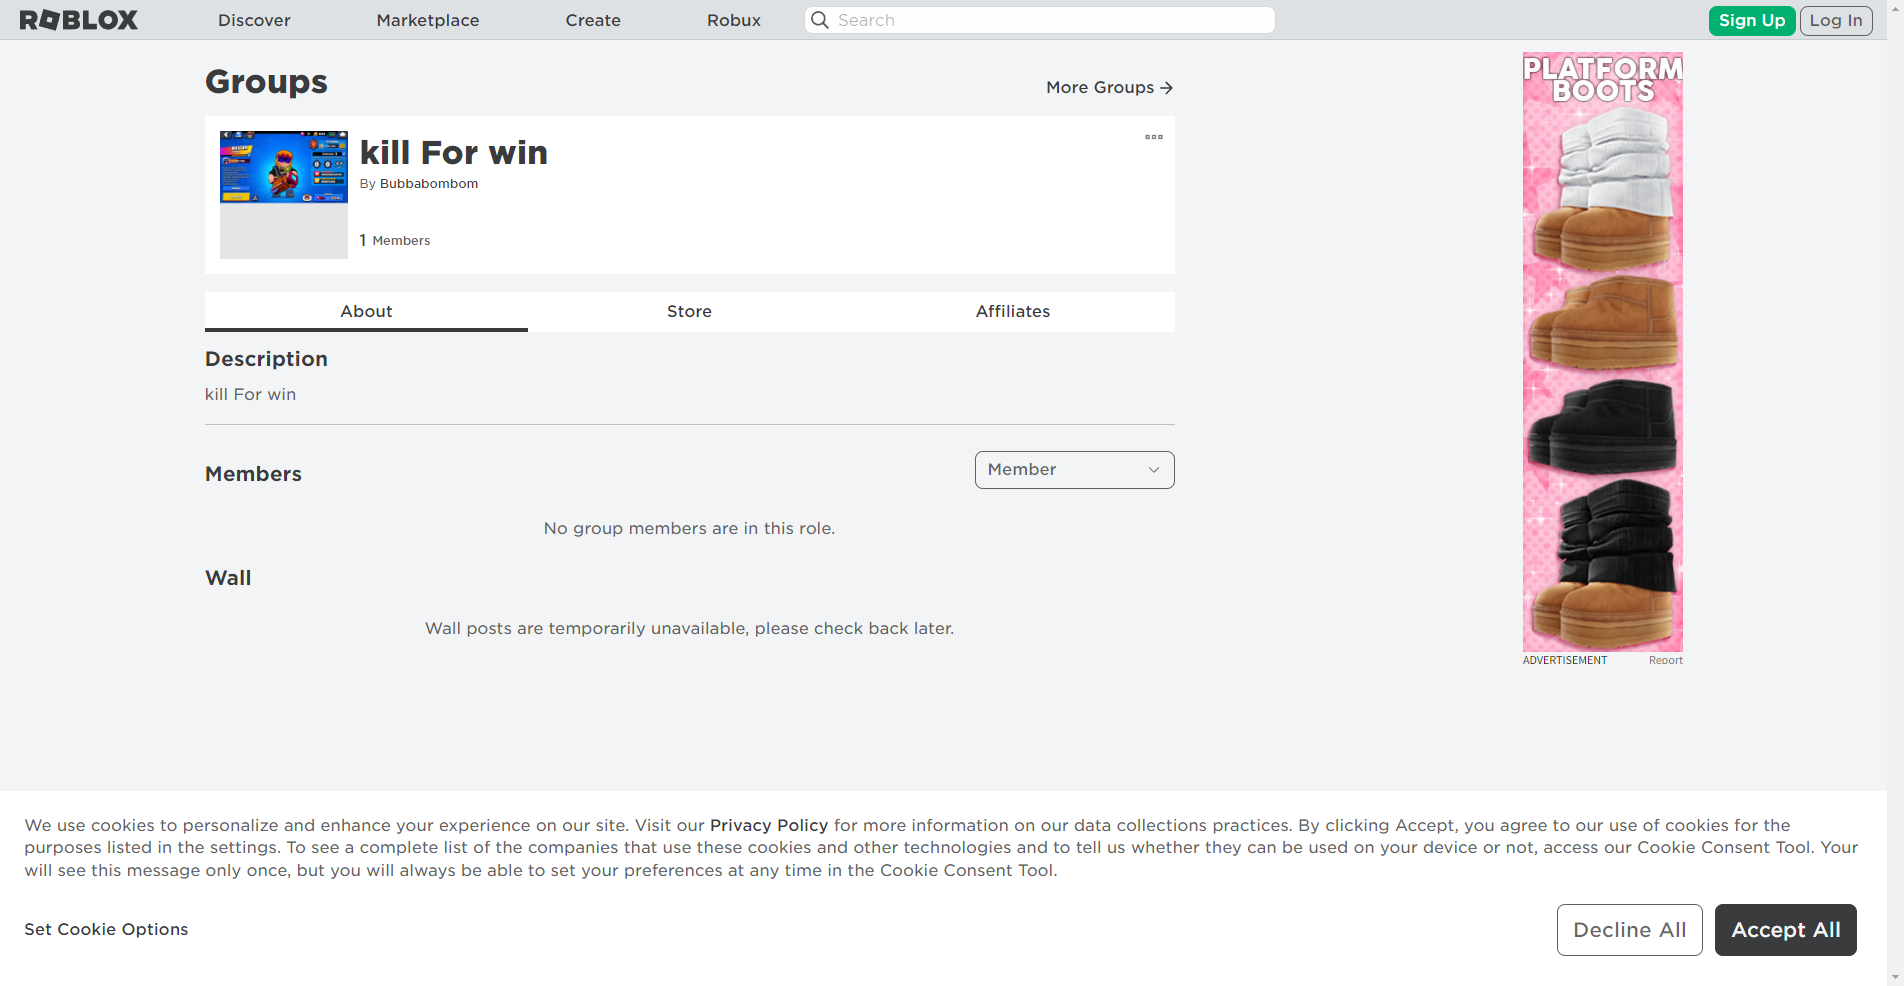 ROBLOX
Discover
Marketplace
Create
Robux
Search
Sign Up
Log In
Groups
More Groups
kill For win
By Bubbabombom
1 Members
About
Store
Affiliates
Description
kill For win
Members
Member
No group members are in this role.
Wall
Wall posts are temporarily unavailable, please check back later.
PLATFORM
BOOTS
ADVERTISEMENT
Report
We use cookies to personalize and enhance your experience on our site. Visit our Privacy Policy for more information on our data collections practices. By clicking Accept, you agree to our use of cookies for the
purposes listed in the settings. To see a complete list of the companies that use these cookies and other technologies and to tell us whether they can be used on your device or not, access our Cookie Consent Tool. Your
will see this message only once, but you will always be able to set your preferences at any time in the Cookie Consent Tool.
Set Cookie Options
Decline All
Accept All